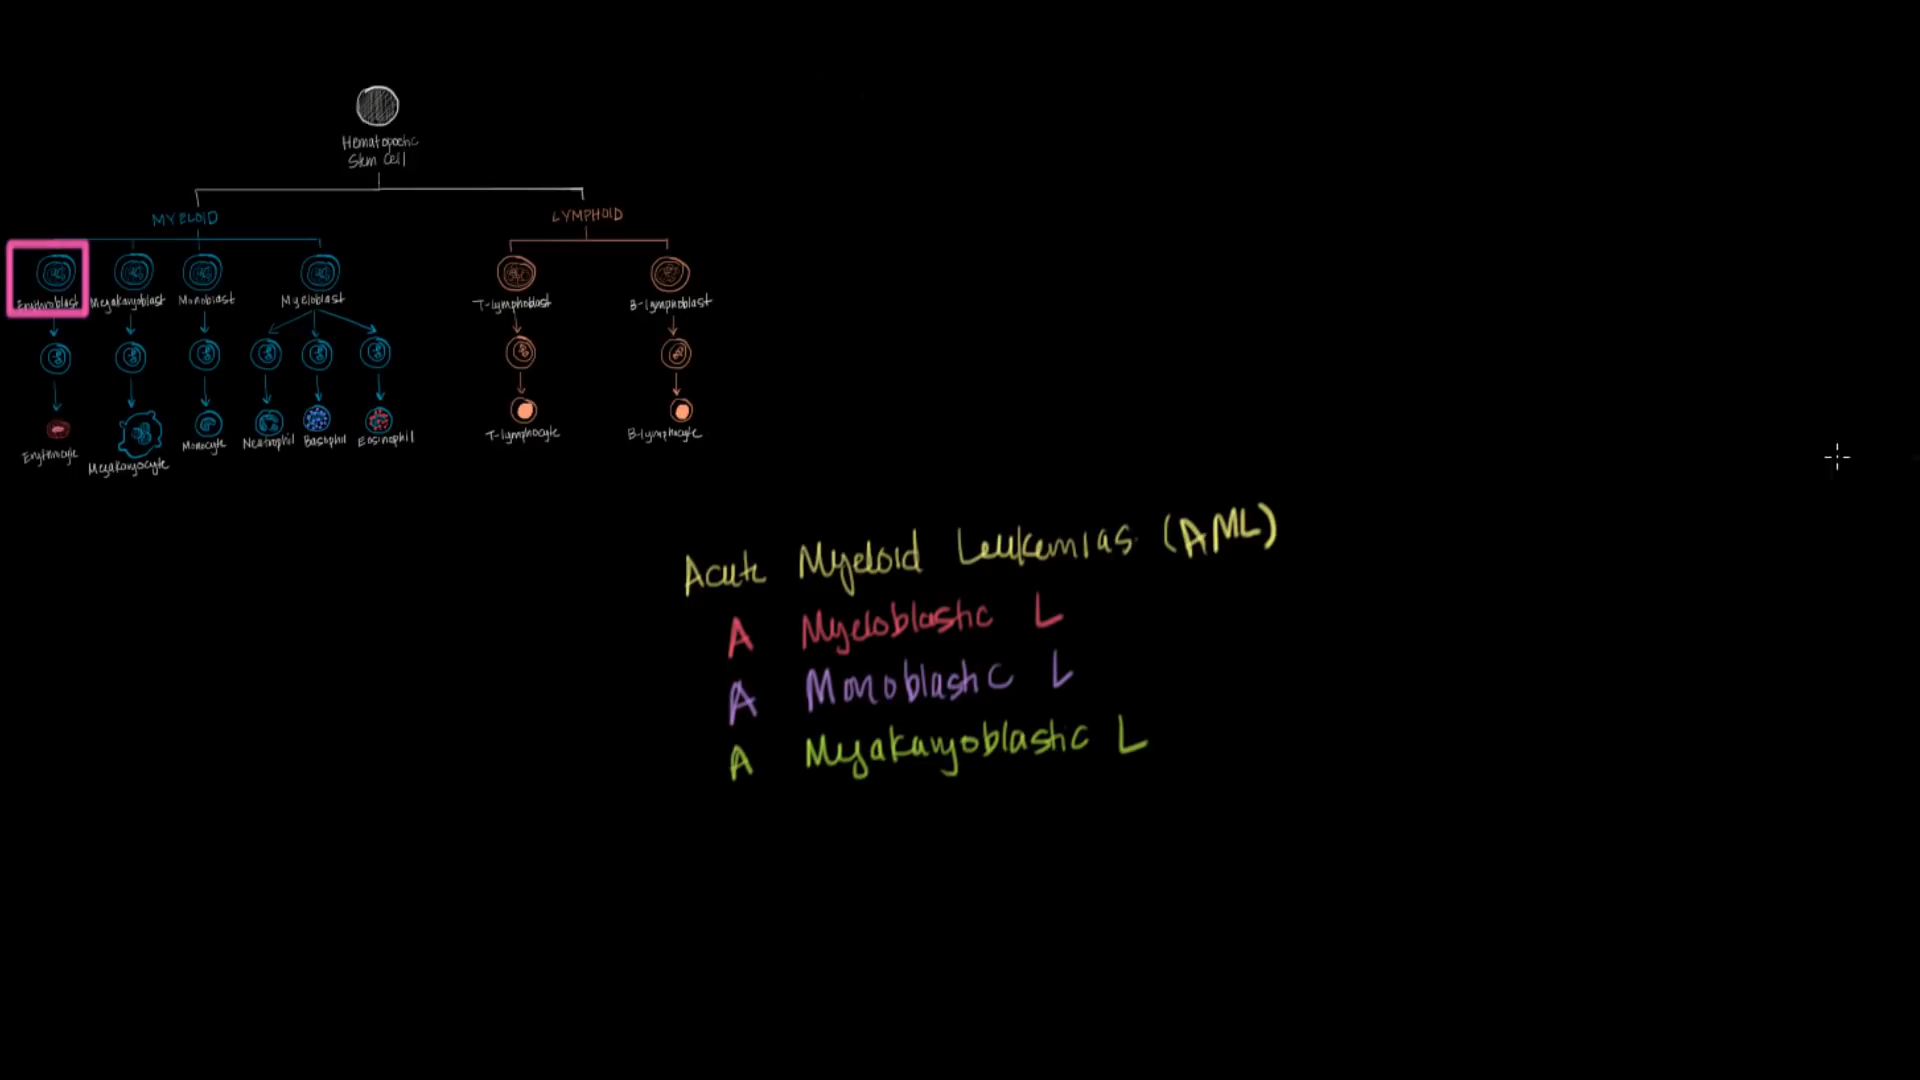 Hematopoetic
Stem Cell
MYELOID
LYMPHOID
Erythroblast
Megakaryoblast
Monoblast
Myeloblast
T-lymphoblast
B-lymphoblast
Erythrocyte
Megakaryocyte
Monocyte
Neutrophil
Basophil
Eosinophil
T-lymphocyte
B-lymphocyte
Acute Myeloid Leukemias (AML)
A Myeloblastic L
A Monoblastic L
A Megakaryoblastic L